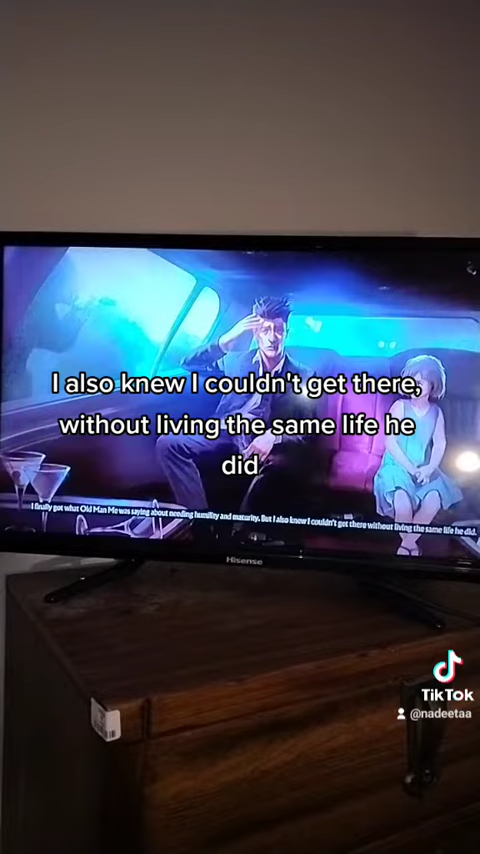 I also knew I couldn't get there,
without living the same life he
did
I finally got what Old Man Me was saying about needing humility and maturity. But I also knew I couldn't get there without living the same life he did.
Hisense
TikTok
@nadeetaa